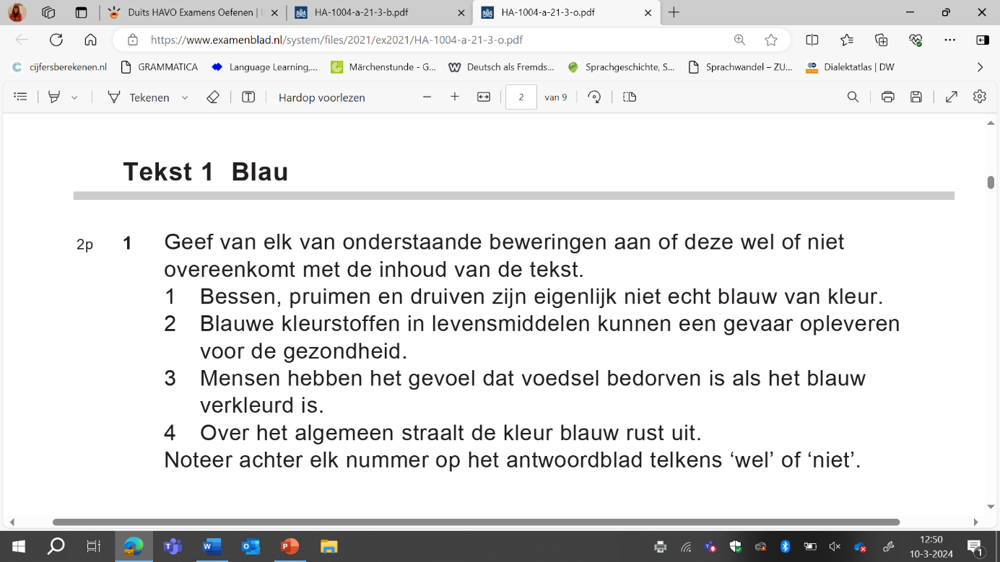 Duits HAVO Examens Oefenen |
HA-1004-a-21-3-b.pdf
HA-1004-a-21-3-o.pdf
https://www.examenblad.nl/system/files/2021/ex2021/HA-1004-a-21-3-o.pdf
cijfersberekenen.nl
GRAMMATICA
Language Learning,...
Märchenstunde - G...
Deutsch als Fremds...
Sprachgeschichte, S...
Sprachwandel – ZU...
Dialektatlas | DW
Tekenen
Hardop voorlezen
2
van 9
Tekst 1 Blau
2p 1 Geef van elk van onderstaande beweringen aan of deze wel of niet
overeenkomt met de inhoud van de tekst.
1 Bessen, pruimen en druiven zijn eigenlijk niet echt blauw van kleur.
2 Blauwe kleurstoffen in levensmiddelen kunnen een gevaar opleveren
voor de gezondheid.
3 Mensen hebben het gevoel dat voedsel bedorven is als het blauw
verkleurd is.
4 Over het algemeen straalt de kleur blauw rust uit.
Noteer achter elk nummer op het antwoordblad telkens ‘wel’ of ‘niet’.
12:50
10-3-2024
1